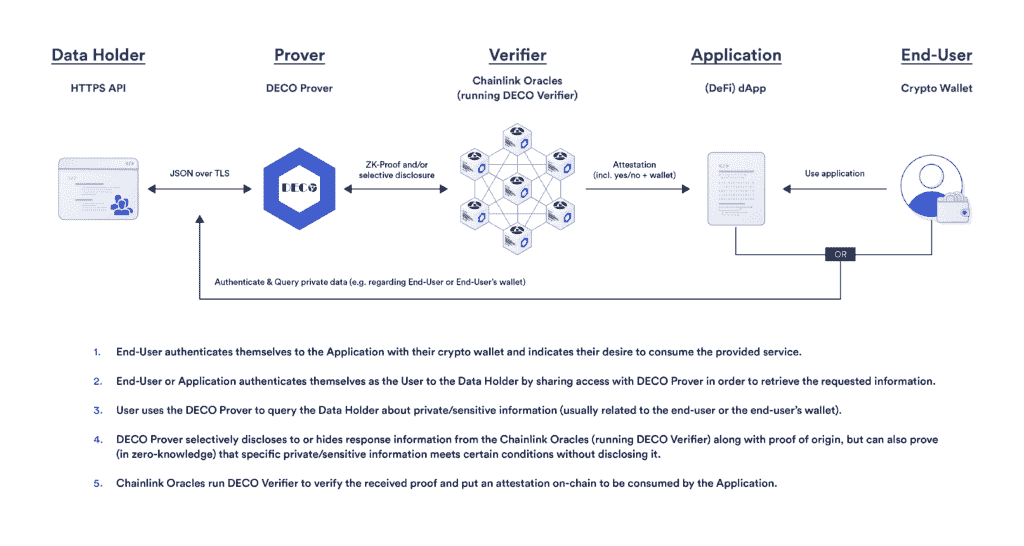 Data Holder
Prover
Verifier
Application
End-User
HTTPS API
DECO Prover
Chainlink Oracles
(running DECO Verifier)
(DeFi) dApp
Crypto Wallet
JSON over TLS
DECO
ZK-Proof and/or
selective disclosure
Attestation
(incl. yes/no + wallet)
Use application
OR
Authenticate & Query private data (e.g. regarding End-User or End-User's wallet)
1. End-User authenticates themselves to the Application with their crypto wallet and indicates their desire to consume the provided service.
2. End-User or Application authenticates themselves as the User to the Data Holder by sharing access with DECO Prover in order to retrieve the requested information.
3. User uses the DECO Prover to query the Data Holder about private/sensitive information (usually related to the end-user or the end-user's wallet).
4. DECO Prover selectively discloses to or hides response information from the Chainlink Oracles (running DECO Verifier) along with proof of origin, but can also prove
(in zero-knowledge) that specific private/sensitive information meets certain conditions without disclosing it.
5. Chainlink Oracles run DECO Verifier to verify the received proof and put an attestation on-chain to be consumed by the Application.